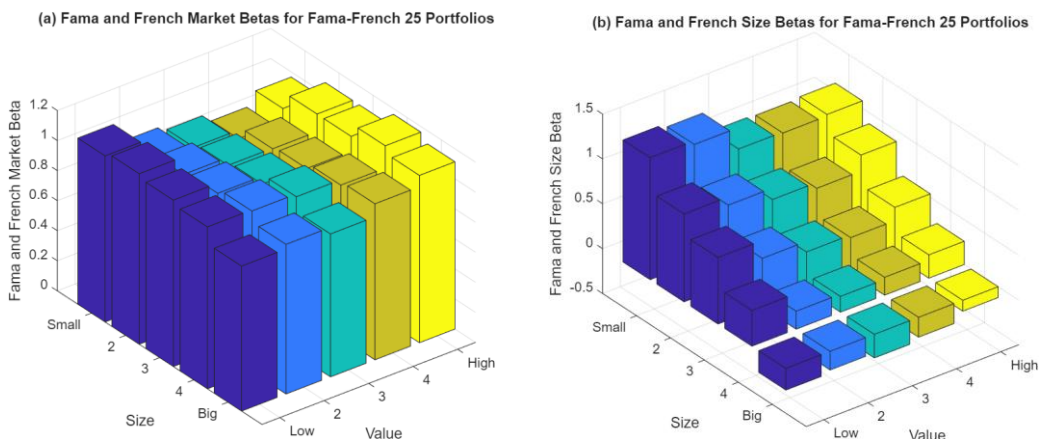 (a) Fama and French Market Betas for Fama-French 25 Portfolios
Fama and French Market Beta
1.2
1
0.8
0.6
0.4
0.2
0
Small
2
3
4
Big
Size
Low
2
3
4
High
Value
(b) Fama and French Size Betas for Fama-French 25 Portfolios
Fama and French Size Beta
1.5
1
0.5
0
-0.5
Small
2
3
4
Big
Size
Low
2
3
4
High
Value